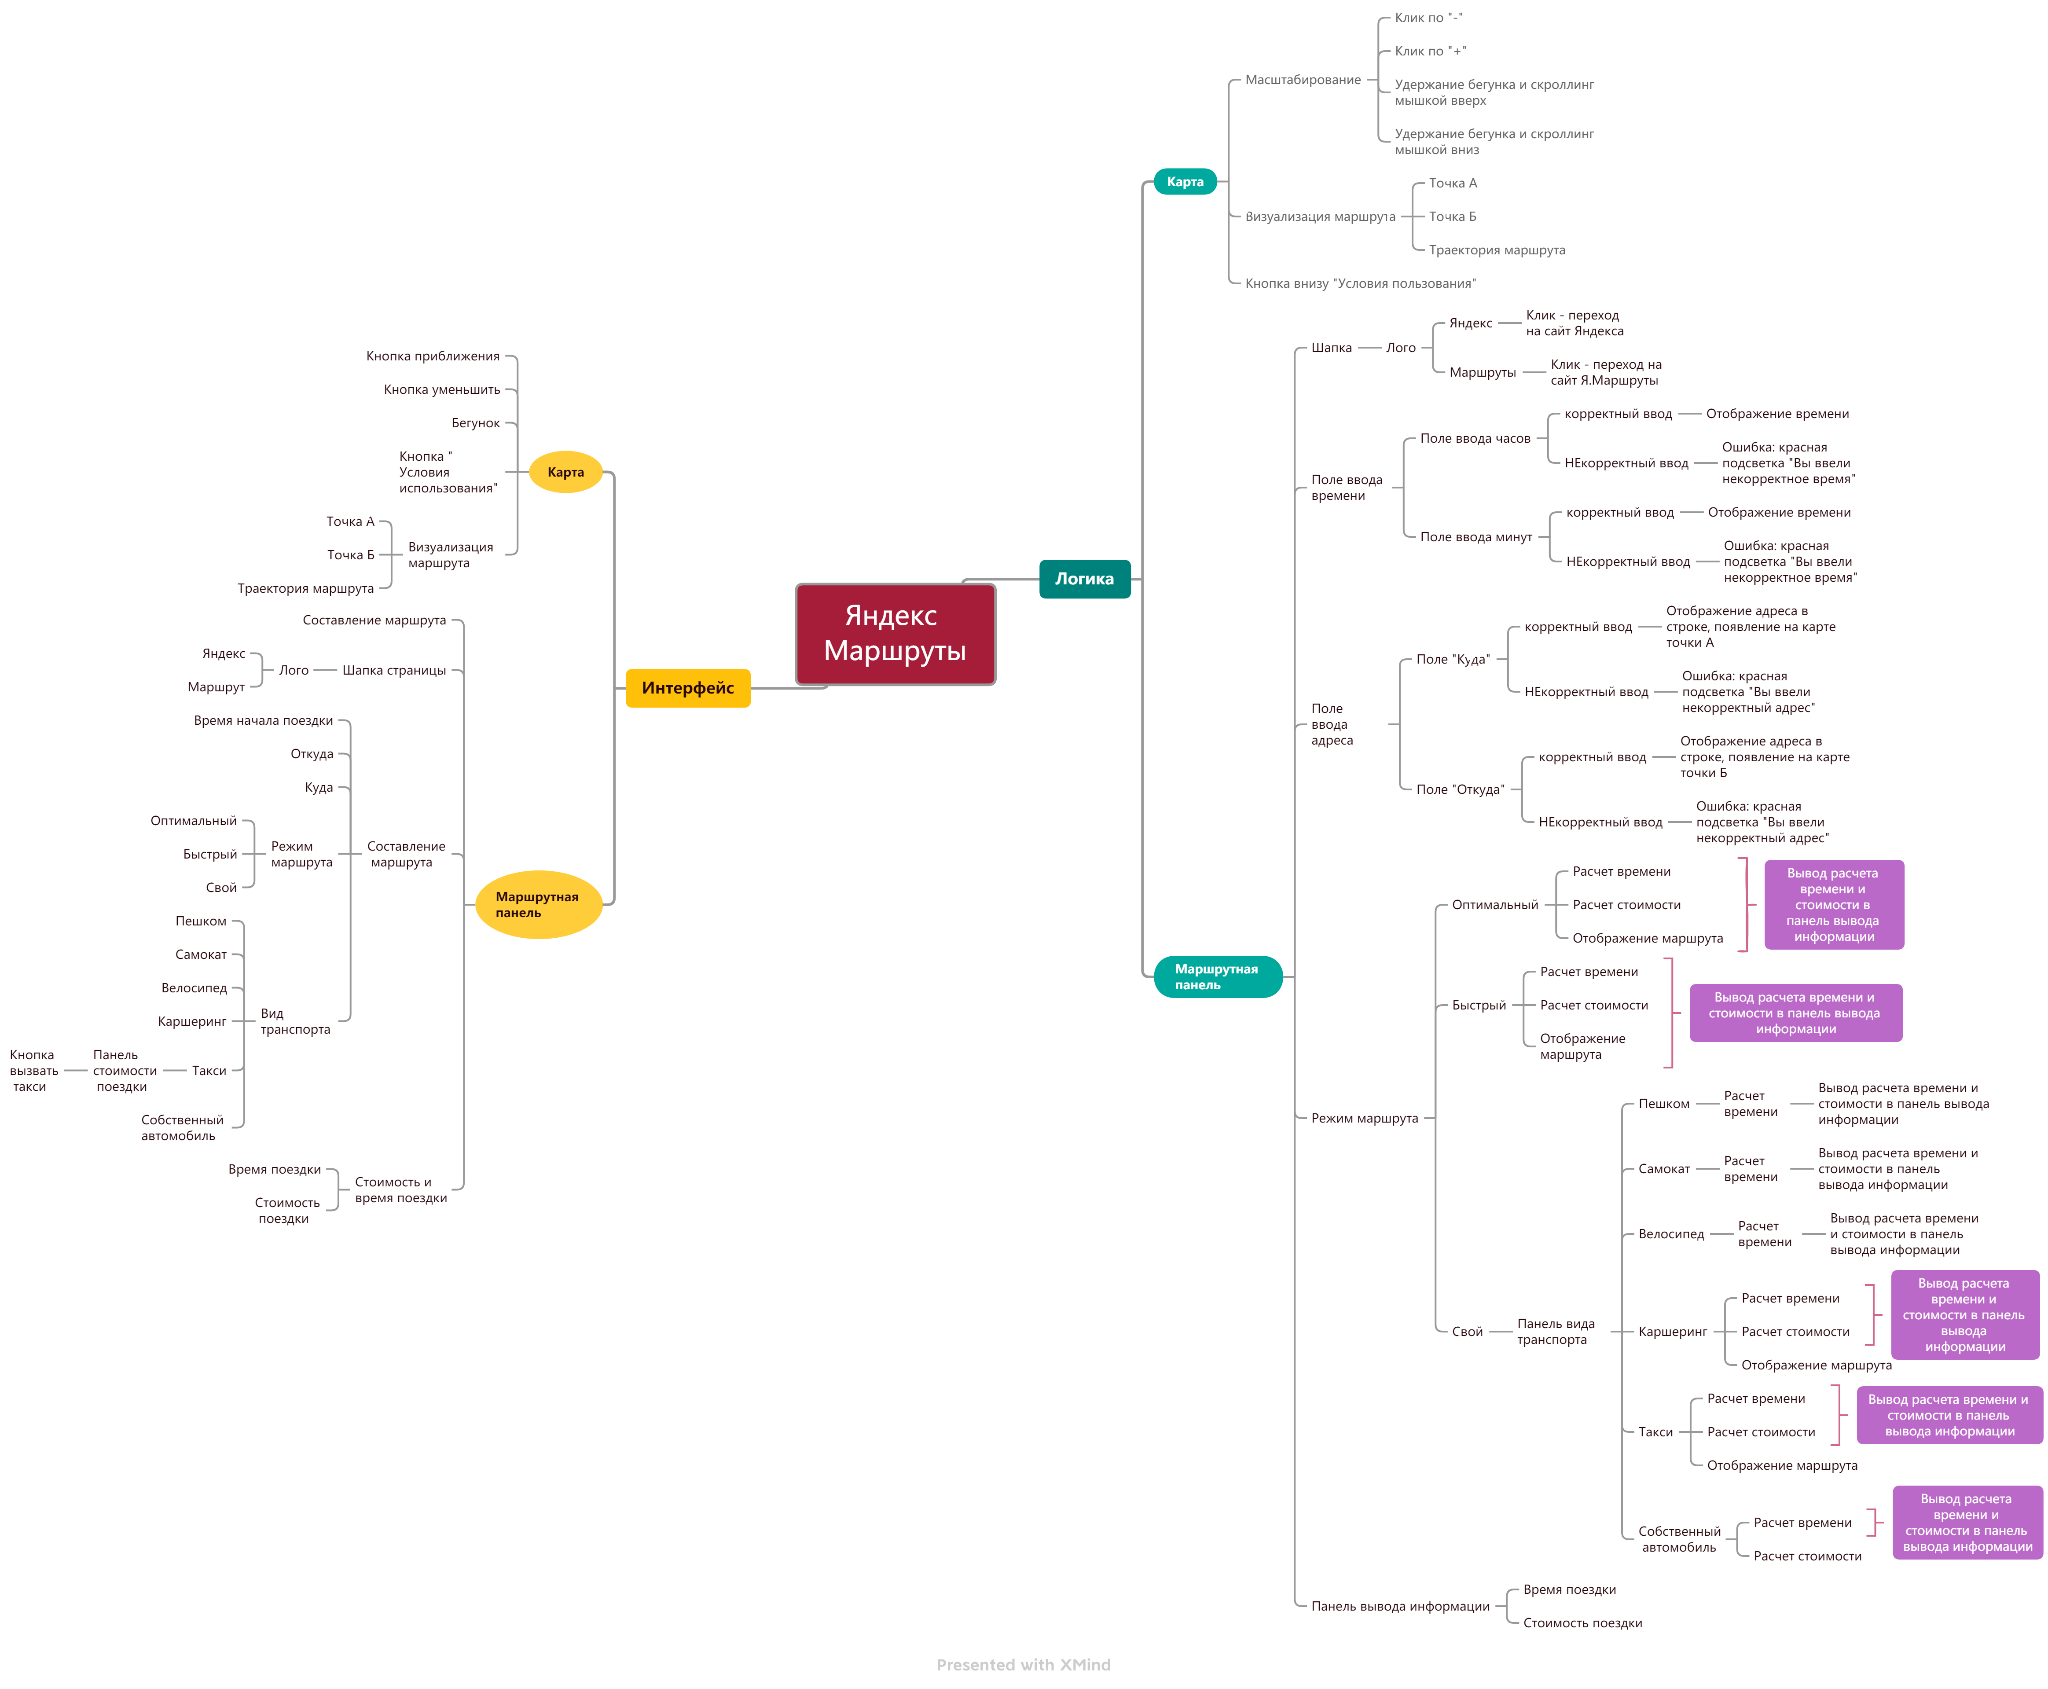 Яндекс
Маршруты
Логика
Карта
Масштабирование
Клик по "-"
Клик по "+"
Удержание бегунка и скроллинг
мышкой вверх
Удержание бегунка и скроллинг
мышкой вниз
Визуализация маршрута
Точка А
Точка Б
Траектория маршрута
Кнопка внизу "Условия пользования"
Маршрутная
панель
Шапка
Лого
Яндекс
Клик - переход
на сайт Яндекса
Маршруты
Клик - переход на
сайт Я.Маршруты
Поле ввода
времени
Поле ввода часов
корректный ввод
Отображение времени
НЕкорректный ввод
Ошибка: красная
подсветка "Вы ввели
некорректное время"
Поле ввода минут
корректный ввод
Отображение времени
НЕкорректный ввод
Ошибка: красная
подсветка "Вы ввели
некорректное время"
Поле
ввода
адреса
Поле "Куда"
корректный ввод
Отображение адреса в
строке, появление на карте
точки А
НЕкорректный ввод
Ошибка: красная
подсветка "Вы ввели
некорректный адрес"
Поле "Откуда"
корректный ввод
Отображение адреса в
строке, появление на карте
точки Б
НЕкорректный ввод
Ошибка: красная
подсветка "Вы ввели
некорректный адрес"
Режим маршрута
Оптимальный
Расчет времени
Расчет стоимости
Отображение маршрута
Вывод расчета
времени и
стоимости в
панель вывода
информации
Быстрый
Расчет времени
Расчет стоимости
Отображение
маршрута
Вывод расчета времени и
стоимости в панель вывода
информации
Свой
Панель вида
транспорта
Пешком
Расчет
времени
Вывод расчета времени и
стоимости в панель вывода
информации
Самокат
Расчет
времени
Вывод расчета времени и
стоимости в панель
вывода информации
Велосипед
Расчет
времени
Вывод расчета времени
и стоимости в панель
вывода информации
Каршеринг
Расчет времени
Расчет стоимости
Отображение маршрута
Вывод расчета
времени и
стоимости в панель
вывода
информации
Такси
Расчет времени
Расчет стоимости
Отображение маршрута
Вывод расчета времени и
стоимости в панель
вывода информации
Собственный
автомобиль
Расчет времени
Расчет стоимости
Вывод расчета
времени и
стоимости в панель
вывода информации
Панель вывода информации
Время поездки
Стоимость поездки
Интерфейс
Карта
Кнопка приближения
Кнопка уменьшить
Бегунок
Кнопка "
Условия
использования"
Визуализация
маршрута
Точка А
Точка Б
Траектория маршрута
Маршрутная
панель
Составление маршрута
Шапка страницы
Лого
Яндекс
Маршрут
Составление
маршрута
Время начала поездки
Откуда
Куда
Режим
маршрута
Оптимальный
Быстрый
Свой
Вид
транспорта
Пешком
Самокат
Велосипед
Каршеринг
Такси
Панель
стоимости
поездки
Кнопка
вызвать
такси
Собственный
автомобиль
Стоимость и
время поездки
Время поездки
Стоимость
поездки
Presented with XMind